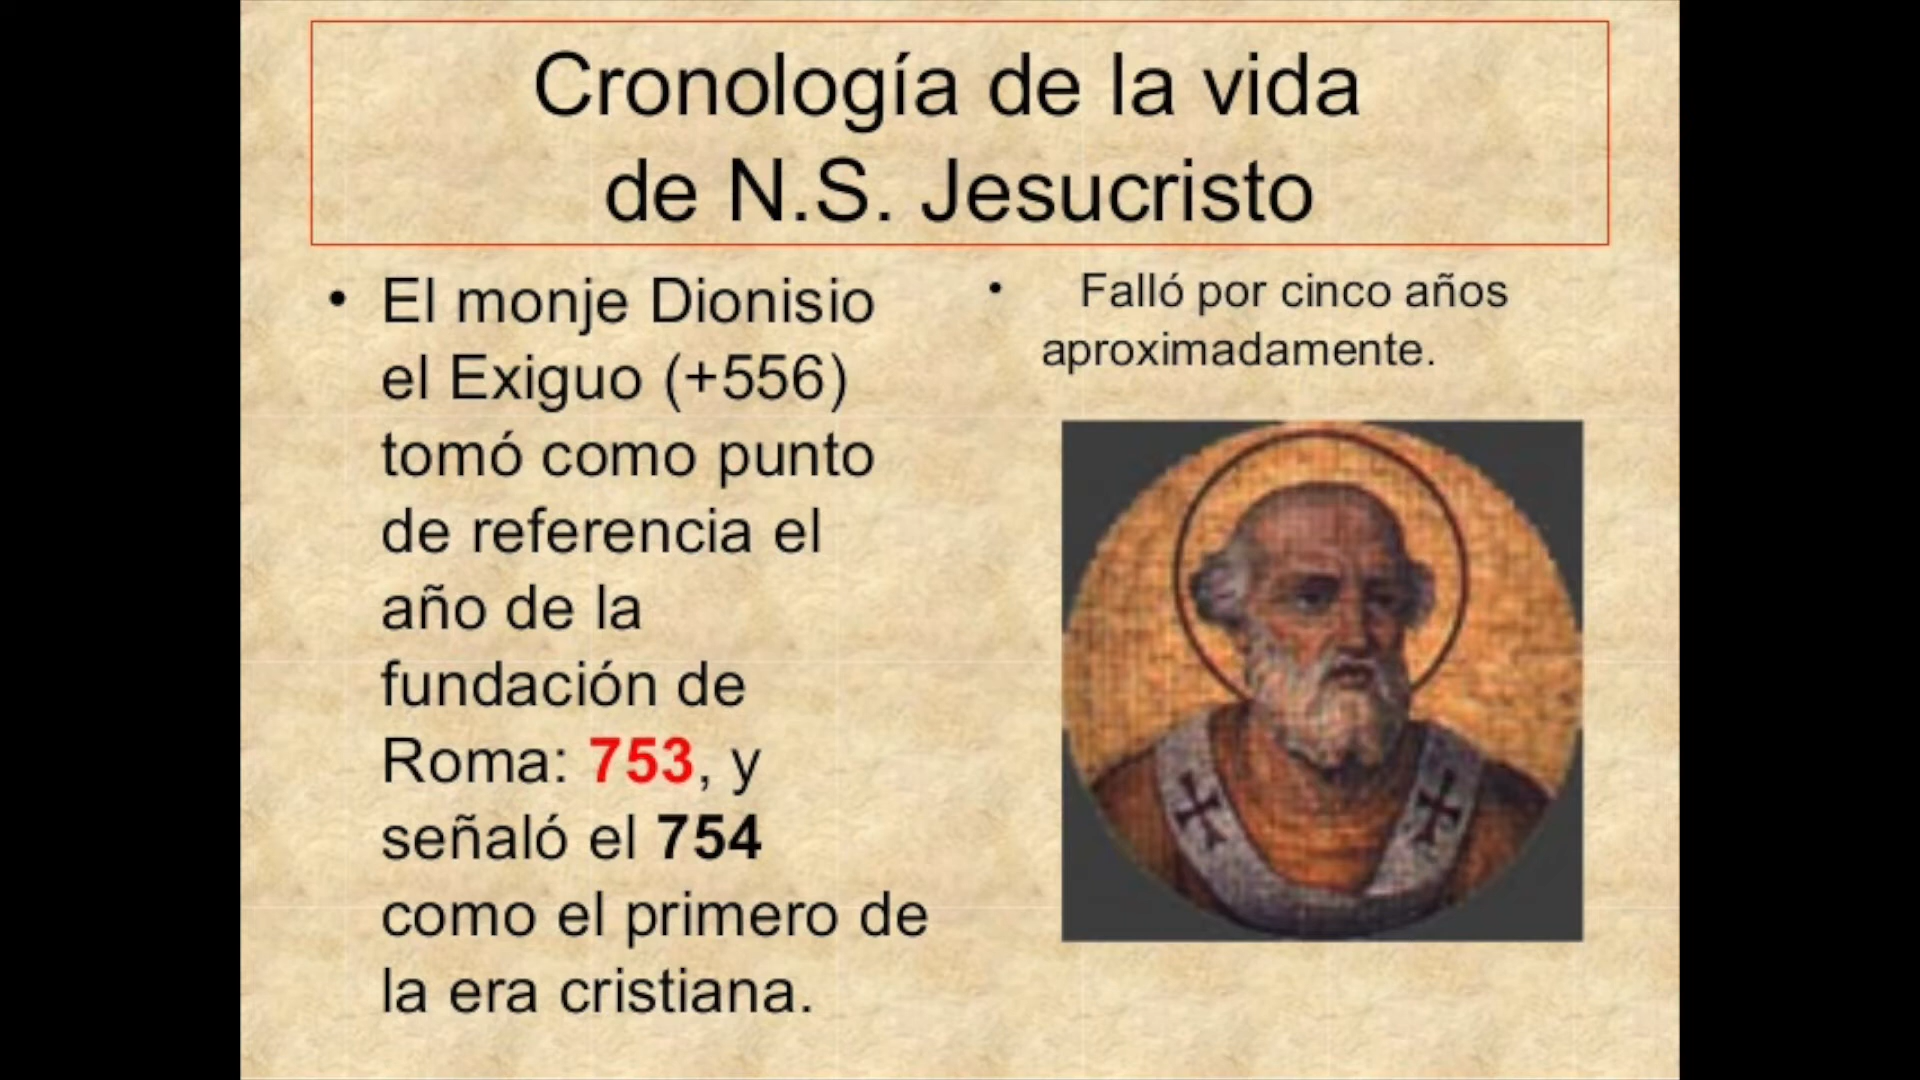 Cronología de la vida
de N.S. Jesucristo
• El monje Dionisio
el Exiguo (+556)
tomó como punto
de referencia el
año de la
fundación de
Roma: 753, y
señaló el 754
como el primero de
la era cristiana.
• Falló por cinco años
aproximadamente.